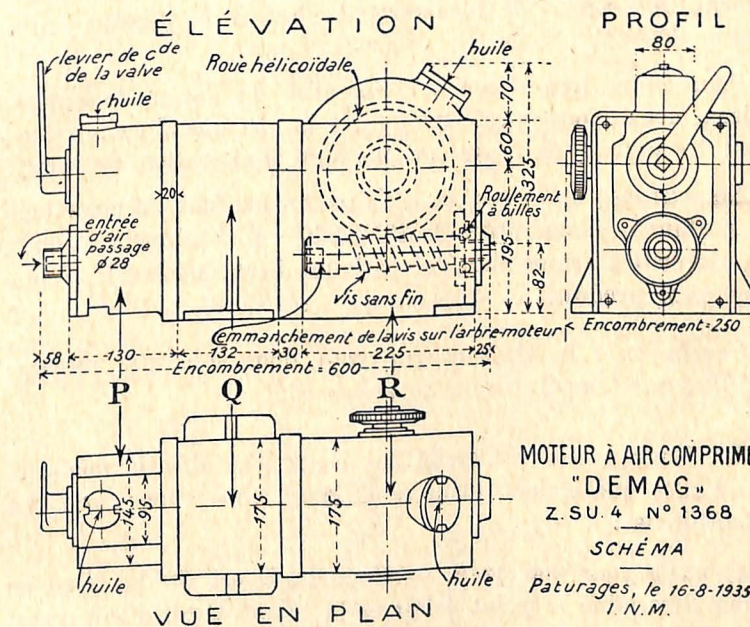 ÉLÉVATION
PROFIL
80
levier de c.de
de la valve
huile
Roue hélicoïdale
huile
70
60
325
195
82
20
entrée
d'air
passage
ø 28
Roulement
à billes
vis sans fin
emmanchement de la vis sur l'arbre moteur
Encombrement=250
58
130
132
30
225
25
Encombrement = 600
P
Q
R
145
95
175
175
huile
huile
VUE EN PLAN
MOTEUR À AIR COMPRIMÉ
"DEMAG"
Z.SU.4 N° 1368
SCHÉMA
Paturages, le 16-8-1935
I.N.M.